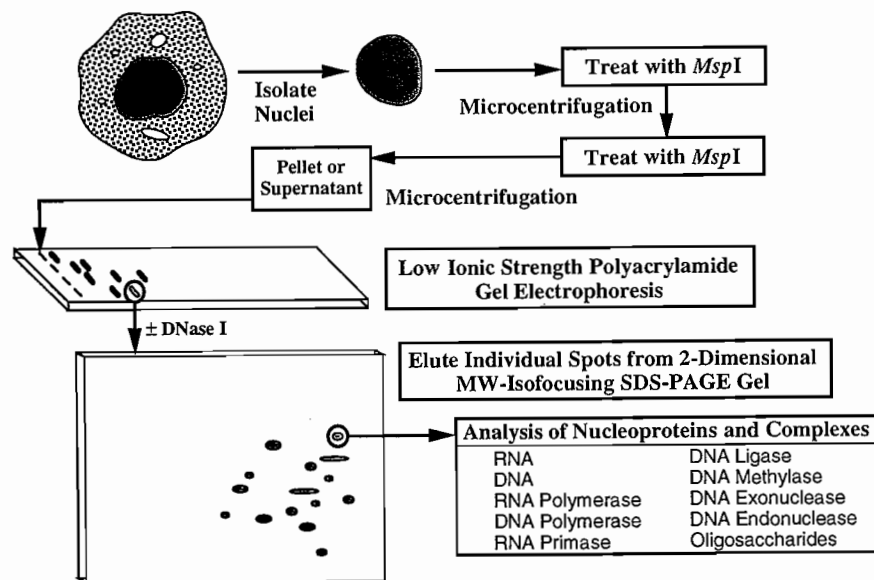 Isolate
Nuclei
Treat with MspI
Microcentrifugation
Treat with MspI
Pellet or
Supernatant
Microcentrifugation
Low Ionic Strength Polyacrylamide
Gel Electrophoresis
± DNase I
Elute Individual Spots from 2-Dimensional
MW-Isofocusing SDS-PAGE Gel
Analysis of Nucleoproteins and Complexes
RNA
DNA
RNA Polymerase
DNA Polymerase
RNA Primase
DNA Ligase
DNA Methylase
DNA Exonuclease
DNA Endonuclease
Oligosaccharides